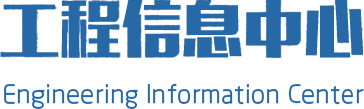 工程信息中心
Engineering Information Center